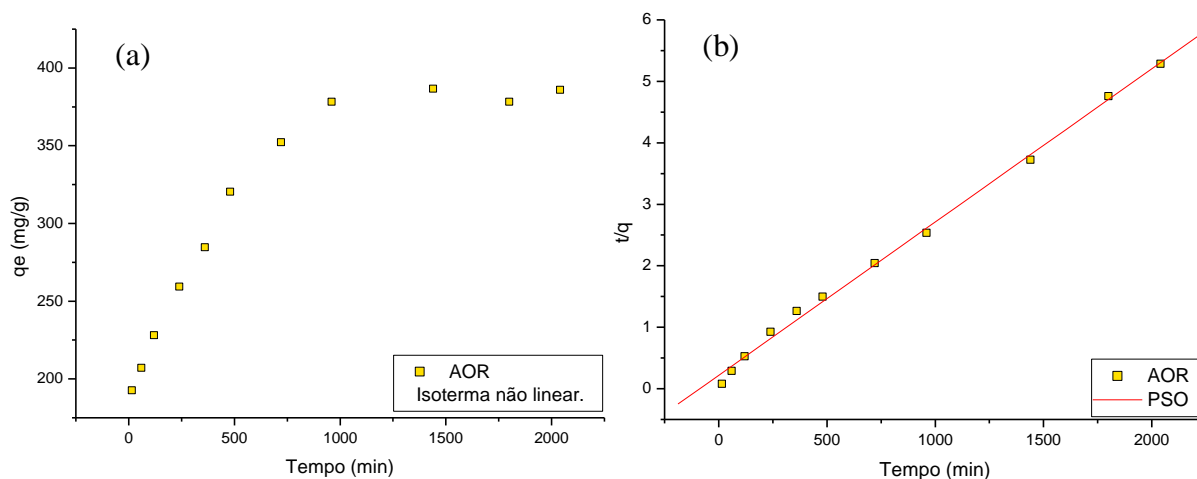 (a)
400
350
300
250
200
qe (mg/g)
0
500
1000
1500
2000
Tempo (min)
AOR
Isoterma não linear.
(b)
6
5
4
3
2
1
0
t/q
0
500
1000
1500
2000
Tempo (min)
AOR
PSO